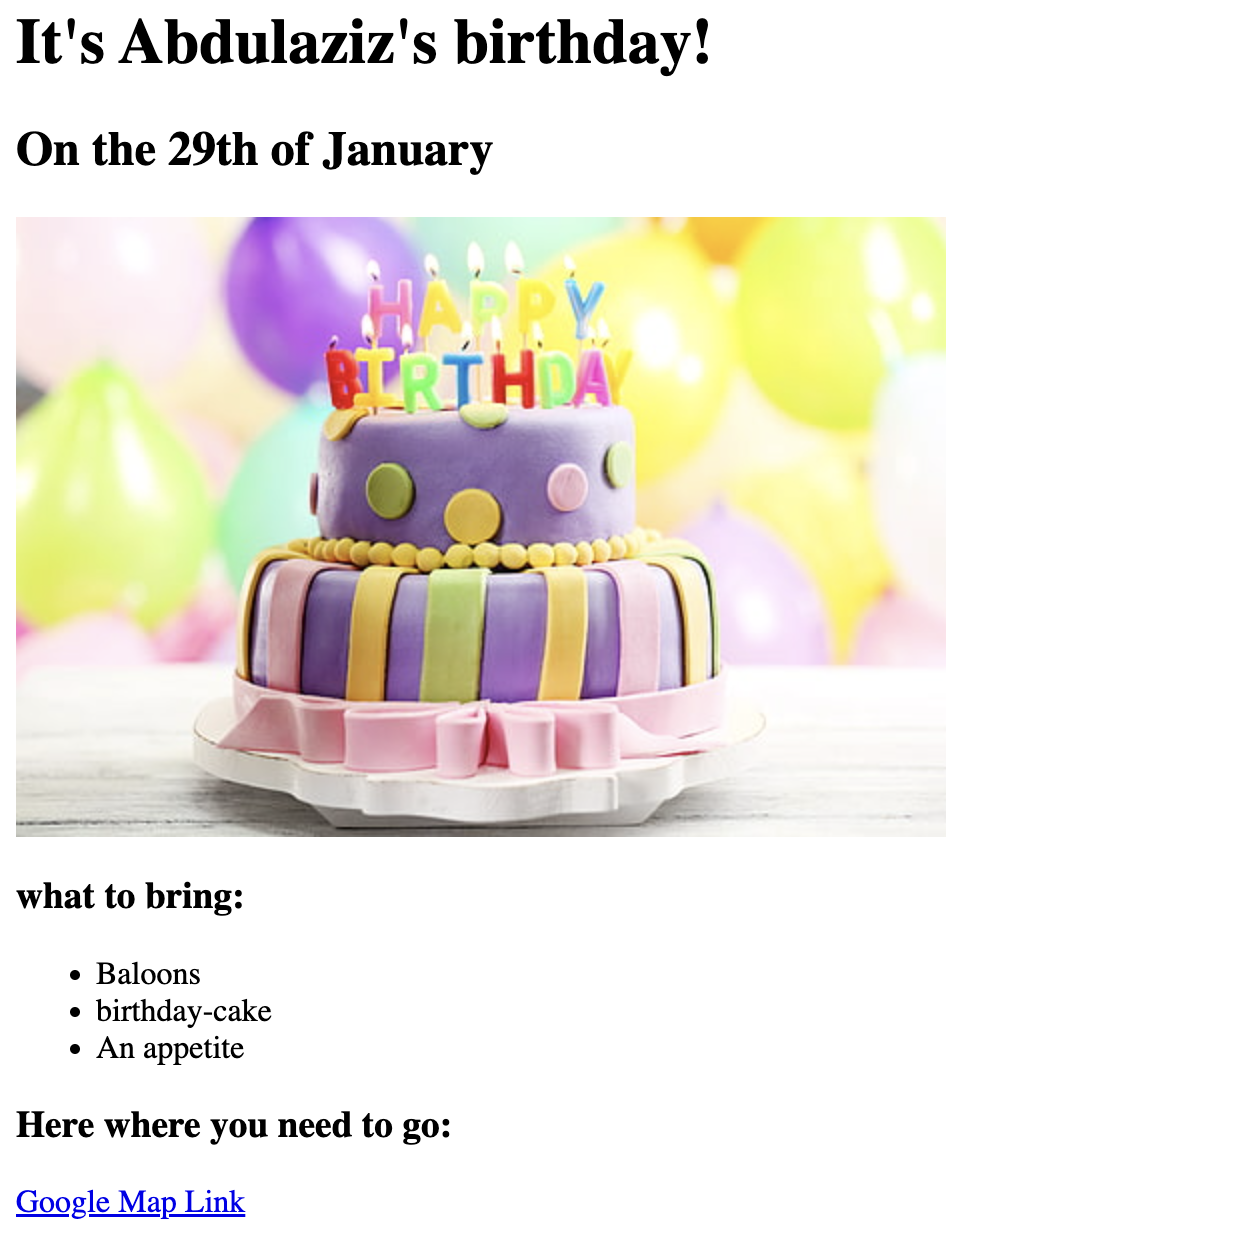 It's Abdulaziz's birthday!
On the 29th of January
HAPPY
BIRTHDAY
what to bring:
Baloons
birthday-cake
An appetite
Here where you need to go:
Google Map Link